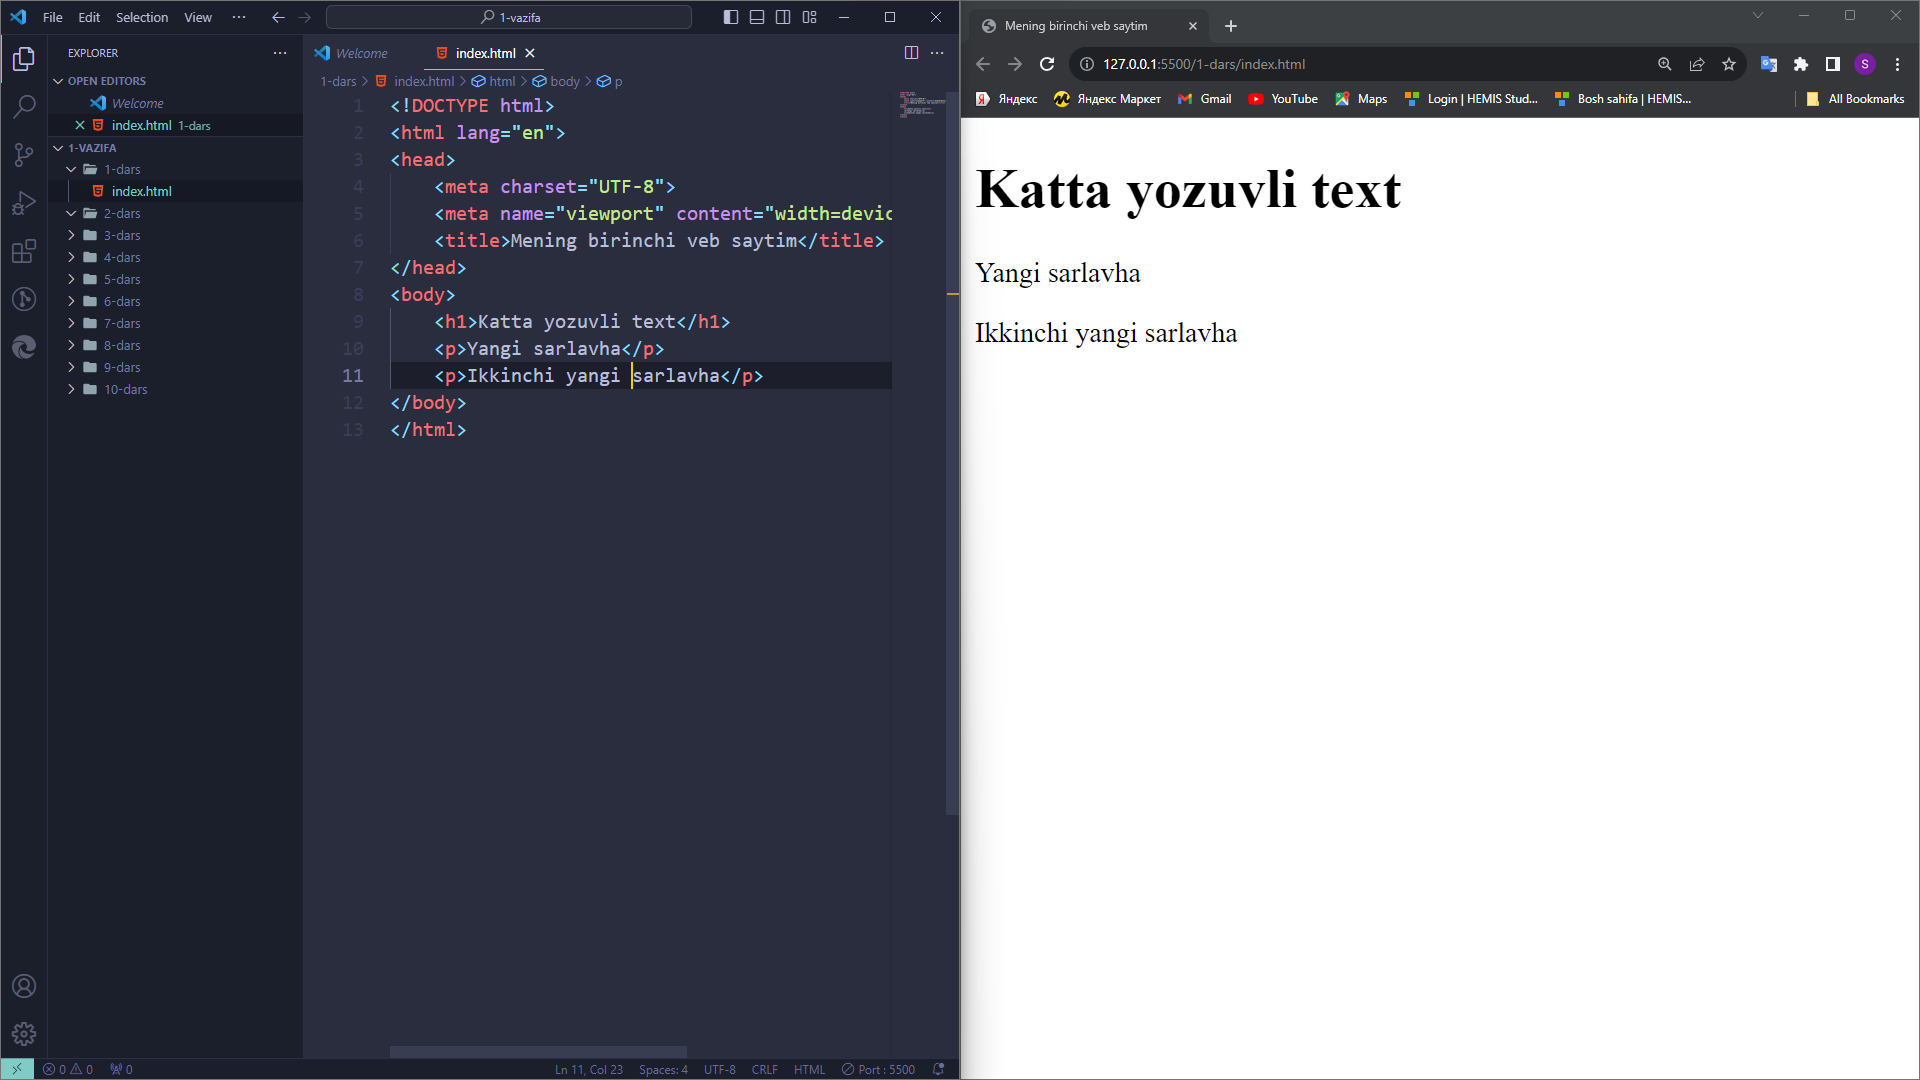 File Edit Selection View ··· 1-vazifa
EXPLORER ···
OPEN EDITORS
Welcome
index.html 1-dars
1-VAZIFA
1-dars
index.html
2-dars
3-dars
4-dars
5-dars
6-dars
7-dars
8-dars
9-dars
10-dars
Welcome index.html
1-dars > index.html > html > body > p
1 <!DOCTYPE html>
2 <html lang="en">
3 <head>
4 <meta charset="UTF-8">
5 <meta name="viewport" content="width=devic
6 <title>Mening birinchi veb saytim</title>
7 </head>
8 <body>
9 <h1>Katta yozuvli text</h1>
10 <p>Yangi sarlavha</p>
11 <p>Ikkinchi yangi sarlavha</p>
12 </body>
13 </html>
0 0 0 Ln 11, Col 23 Spaces: 4 UTF-8 CRLF HTML Port : 5500
Mening birinchi veb saytim
127.0.0.1:5500/1-dars/index.html S
Яндекс Яндекс Маркет Gmail YouTube Maps Login | HEMIS Stud... Bosh sahifa | HEMIS... All Bookmarks
Katta yozuvli text
Yangi sarlavha
Ikkinchi yangi sarlavha